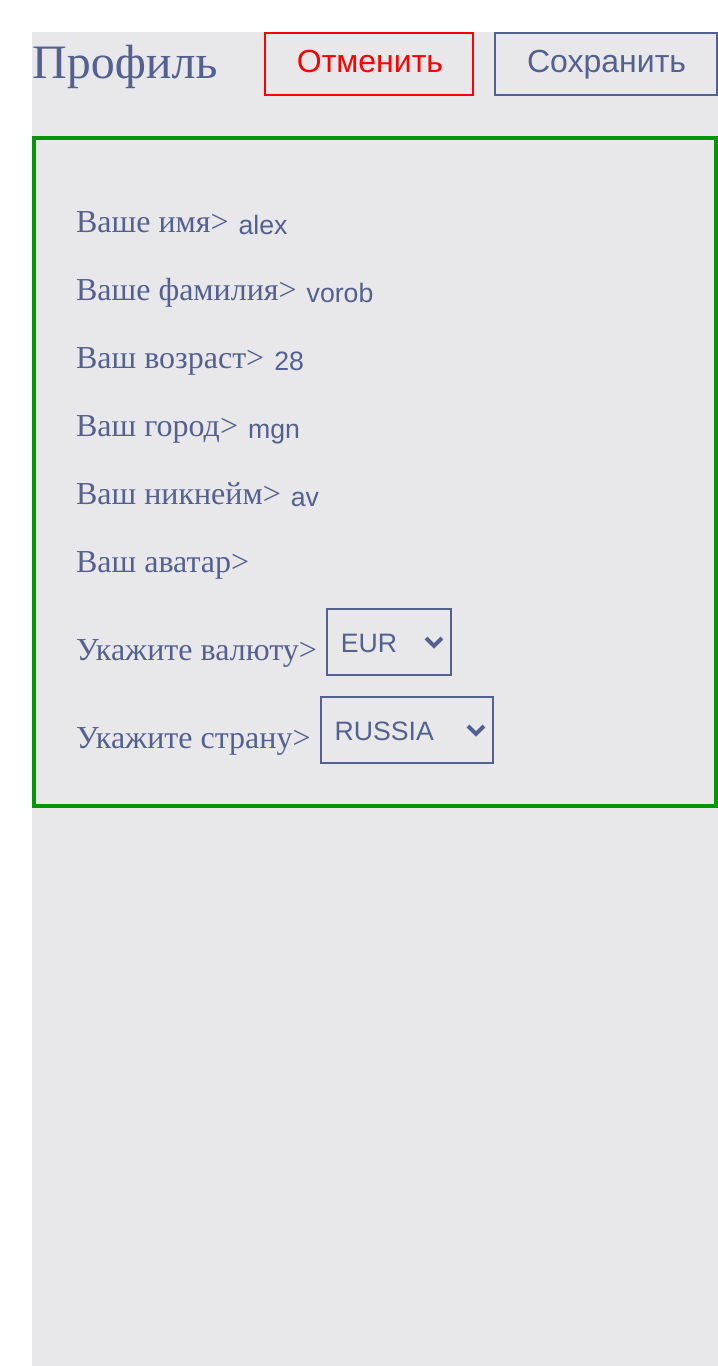 Профиль Отменить Сохранить
Ваше имя> alex
Ваше фамилия> vorob
Ваш возраст> 28
Ваш город> mgn
Ваш никнейм> av
Ваш аватар>
Укажите валюту> EUR
Укажите страну> RUSSIA